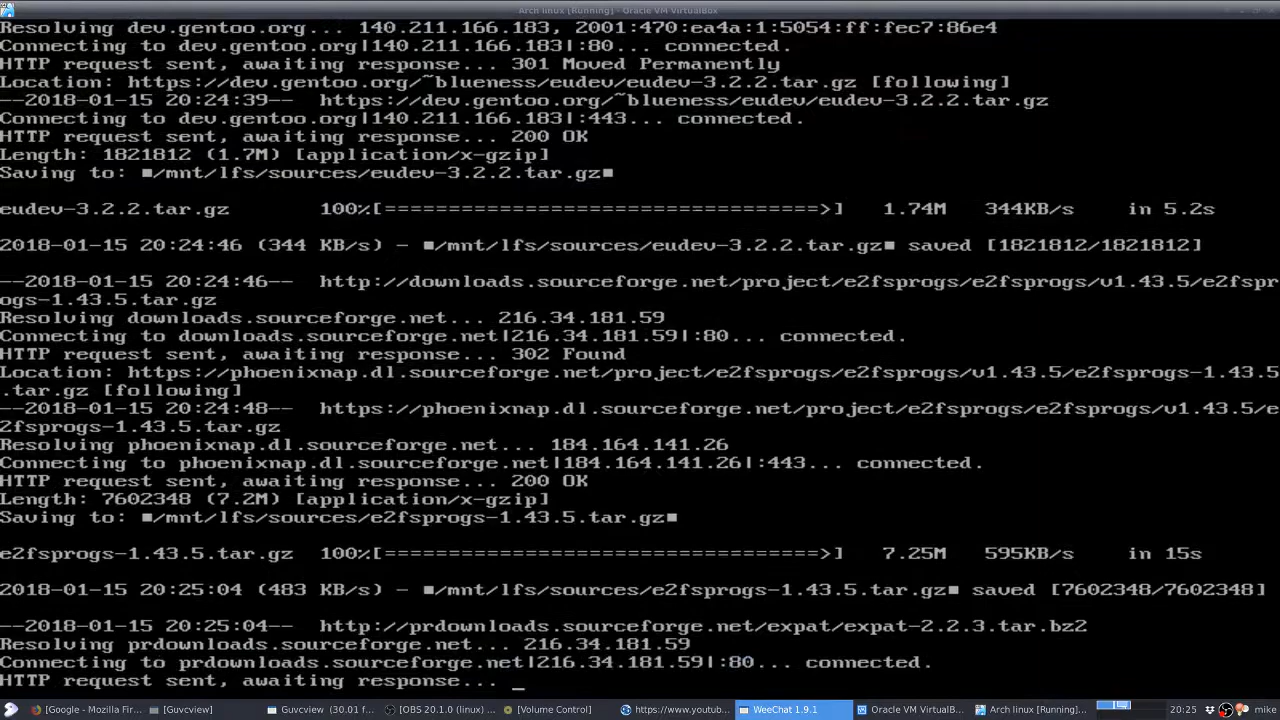 Arch linux [Running] - Oracle VM VirtualBox
Resolving dev.gentoo.org... 140.211.166.183, 2001:470:ea4a:1:5054:ff:fec7:86e4
Connecting to dev.gentoo.org|140.211.166.183|:80... connected.
HTTP request sent, awaiting response... 301 Moved Permanently
Location: https://dev.gentoo.org/~blueness/eudev/eudev-3.2.2.tar.gz [following]
--2018-01-15 20:24:39--  https://dev.gentoo.org/~blueness/eudev/eudev-3.2.2.tar.gz
Connecting to dev.gentoo.org|140.211.166.183|:443... connected.
HTTP request sent, awaiting response... 200 OK
Length: 1821812 (1.7M) [application/x-gzip]
Saving to: ■/mnt/lfs/sources/eudev-3.2.2.tar.gz■
eudev-3.2.2.tar.gz 100%[==================================>] 1.74M 344KB/s in 5.2s
2018-01-15 20:24:46 (344 KB/s) - ■/mnt/lfs/sources/eudev-3.2.2.tar.gz■ saved [1821812/1821812]
--2018-01-15 20:24:46--  http://downloads.sourceforge.net/project/e2fsprogs/e2fsprogs/v1.43.5/e2fspr
ogs-1.43.5.tar.gz
Resolving downloads.sourceforge.net... 216.34.181.59
Connecting to downloads.sourceforge.net|216.34.181.59|:80... connected.
HTTP request sent, awaiting response... 302 Found
Location: https://phoenixnap.dl.sourceforge.net/project/e2fsprogs/e2fsprogs/v1.43.5/e2fsprogs-1.43.5
.tar.gz [following]
--2018-01-15 20:24:48--  https://phoenixnap.dl.sourceforge.net/project/e2fsprogs/e2fsprogs/v1.43.5/e
2fsprogs-1.43.5.tar.gz
Resolving phoenixnap.dl.sourceforge.net... 184.164.141.26
Connecting to phoenixnap.dl.sourceforge.net|184.164.141.26|:443... connected.
HTTP request sent, awaiting response... 200 OK
Length: 7602348 (7.2M) [application/x-gzip]
Saving to: ■/mnt/lfs/sources/e2fsprogs-1.43.5.tar.gz■
e2fsprogs-1.43.5.tar.gz 100%[==================================>] 7.25M 595KB/s in 15s
2018-01-15 20:25:04 (483 KB/s) - ■/mnt/lfs/sources/e2fsprogs-1.43.5.tar.gz■ saved [7602348/7602348]
--2018-01-15 20:25:04--  http://prdownloads.sourceforge.net/expat/expat-2.2.3.tar.bz2
Resolving prdownloads.sourceforge.net... 216.34.181.59
Connecting to prdownloads.sourceforge.net|216.34.181.59|:80... connected.
HTTP request sent, awaiting response... _
[Google - Mozilla Fir... [Guvcview] Guvcview (30.01 f... [OBS 20.1.0 (linux) ... [Volume Control] https://www.youtub... WeeChat 1.9.1 Oracle VM VirtualB... Arch linux [Running]... 20:25 mike